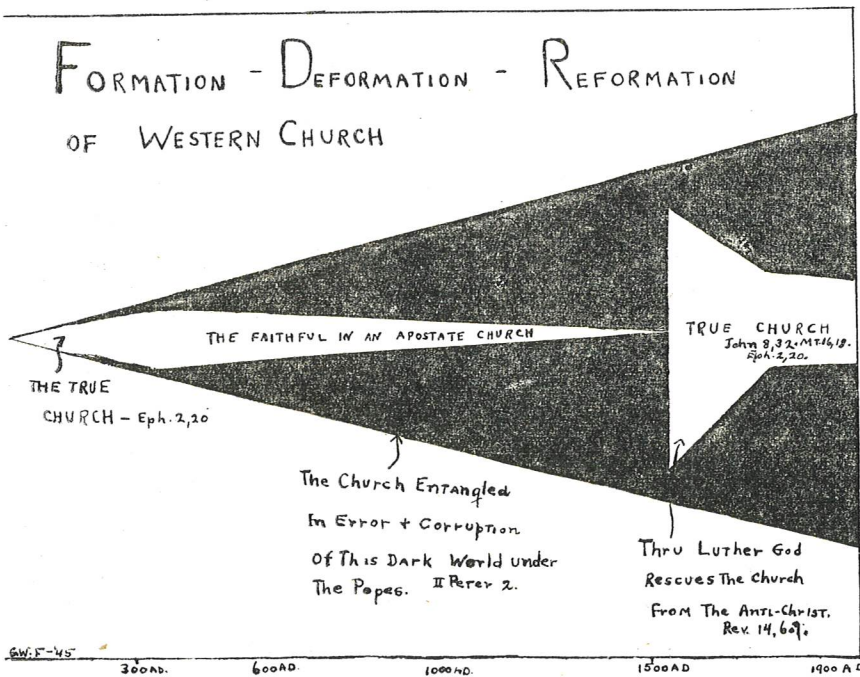 FORMATION - DEFORMATION - REFORMATION
OF WESTERN CHURCH
THE FAITHFUL IN AN APOSTATE CHURCH
TRUE CHURCH
John 8,32. MT. 16,18.
Eph. 2,20.
THE TRUE
CHURCH - Eph. 2,20
The Church Entangled
In Error + Corruption
Of This Dark World under
The Popes. II Peter 2.
Thru Luther God
Rescues The Church
From The Anti-Christ.
Rev. 14,6
G.W.F-'45
300AD. 600AD. 1000AD. 1500AD 1900 A D